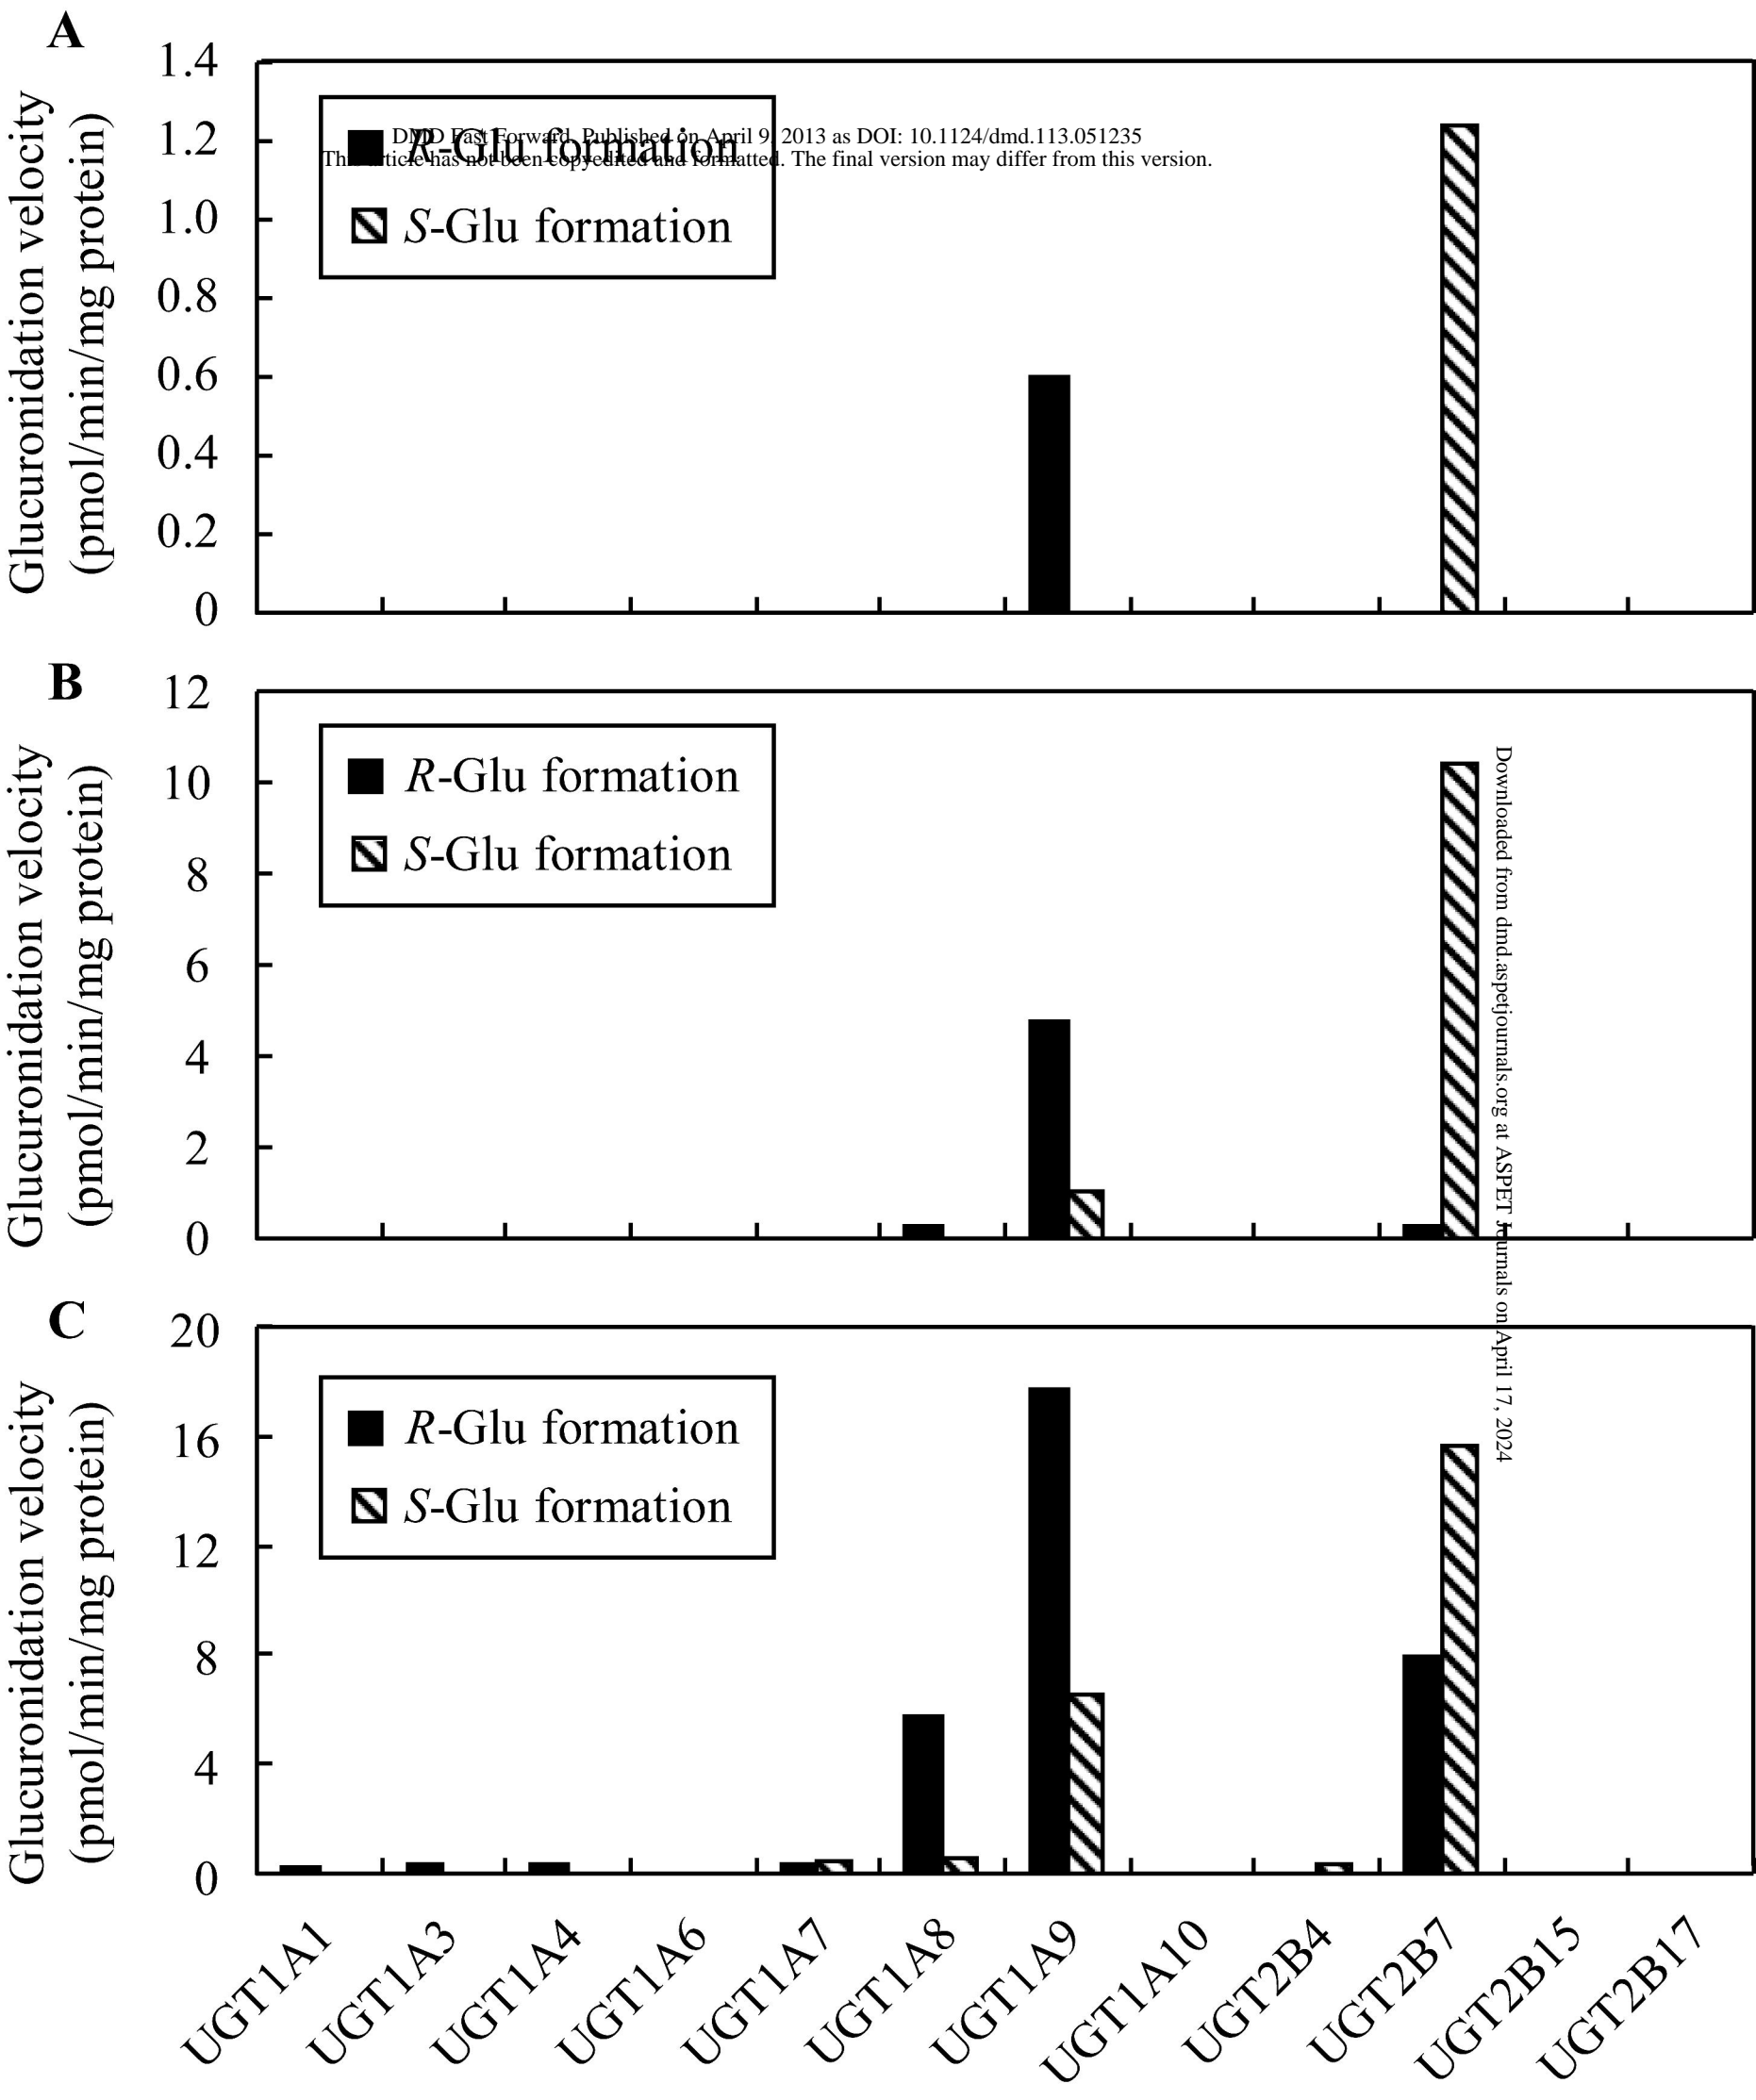 A
Glucuronidation velocity
(pmol/min/mg protein)
1.4
1.2
1.0
0.8
0.6
0.4
0.2
0
R-Glu formation
S-Glu formation
DMD Fast Forward. Published on April 9, 2013 as DOI: 10.1124/dmd.113.051235
This article has not been copyedited and formatted. The final version may differ from this version.
B
Glucuronidation velocity
(pmol/min/mg protein)
12
10
8
6
4
2
0
R-Glu formation
S-Glu formation
Downloaded from dmd.aspetjournals.org at ASPET Journals on April 17, 2024
C
Glucuronidation velocity
(pmol/min/mg protein)
20
16
12
8
4
0
R-Glu formation
S-Glu formation
UGT1A1
UGT1A3
UGT1A4
UGT1A6
UGT1A7
UGT1A8
UGT1A9
UGT1A10
UGT2B4
UGT2B7
UGT2B15
UGT2B17